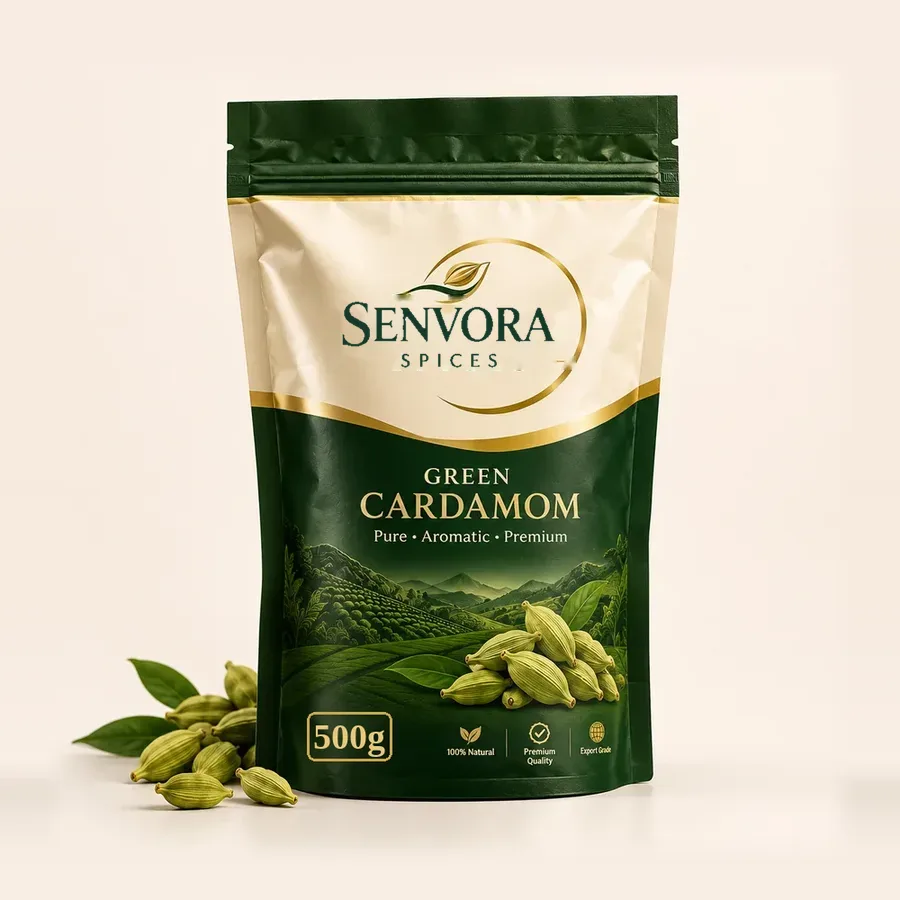 SENVORA
SPICES
GREEN
CARDAMOM
Pure • Aromatic • Premium
500g
100% Natural
Premium
Quality
Export Grade